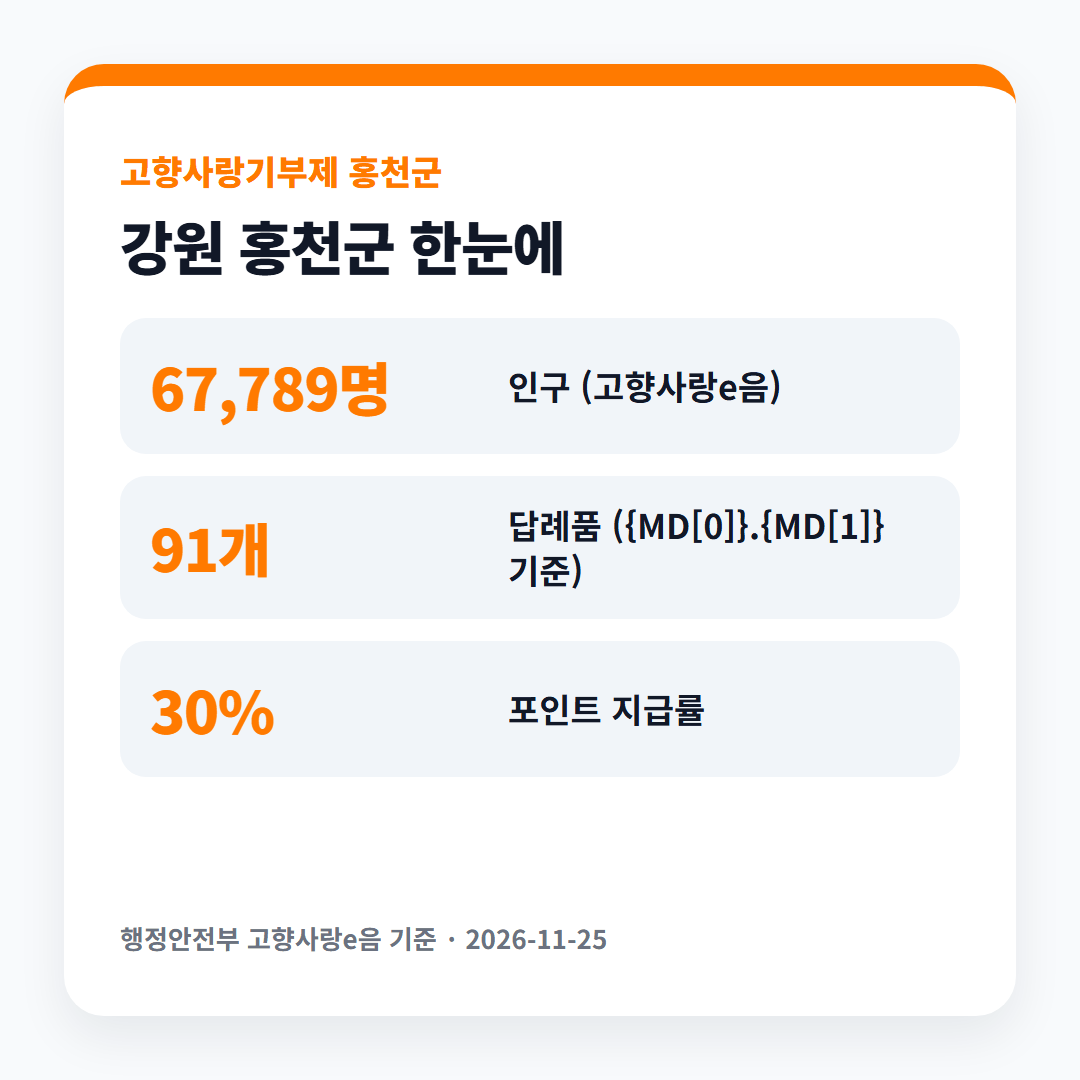 고향사랑기부제 홍천군
강원 홍천군 한눈에
67,789명
인구 (고향사랑e음)
91개
답례품 ({MD[0]}.{MD[1]}
기준)
30%
포인트 지급률
행정안전부 고향사랑e음 기준 · 2026-11-25